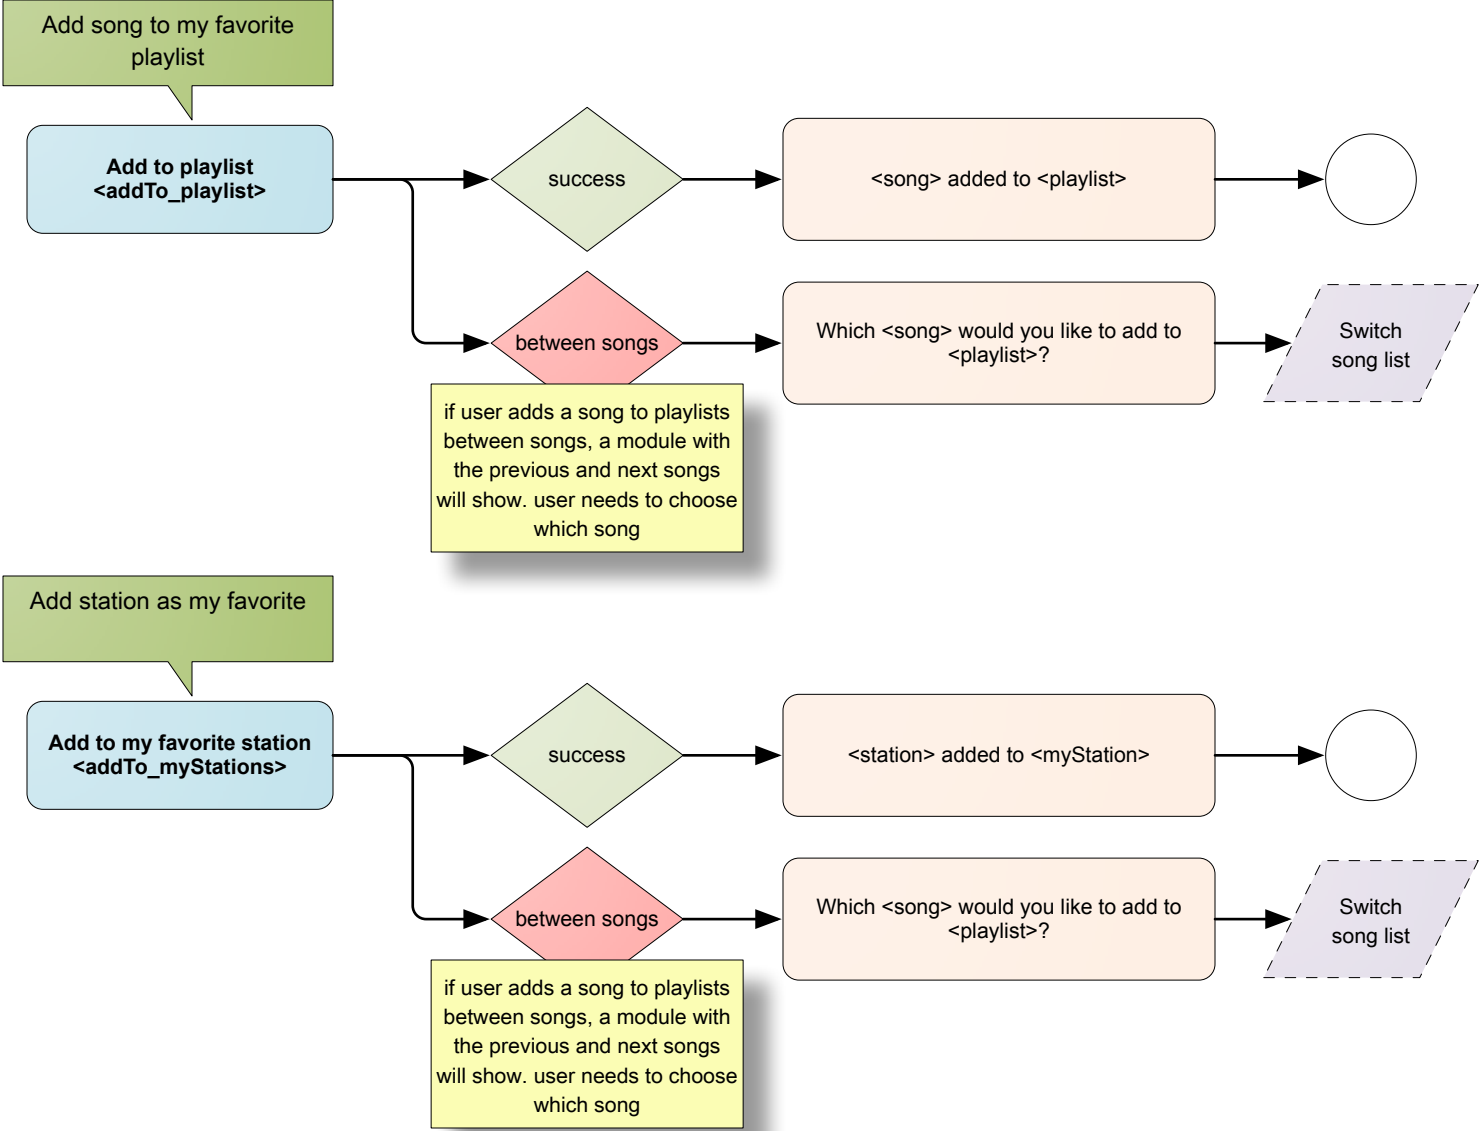 Add song to my favorite
playlist
Add to playlist
<addTo_playlist>
success
<song> added to <playlist>
between songs
Which <song> would you like to add to
<playlist>?
Switch
song list
if user adds a song to playlists
between songs, a module with
the previous and next songs
will show. user needs to choose
which song
Add station as my favorite
Add to my favorite station
<addTo_myStations>
success
<station> added to <myStation>
between songs
Which <song> would you like to add to
<playlist>?
Switch
song list
if user adds a song to playlists
between songs, a module with
the previous and next songs
will show. user needs to choose
which song